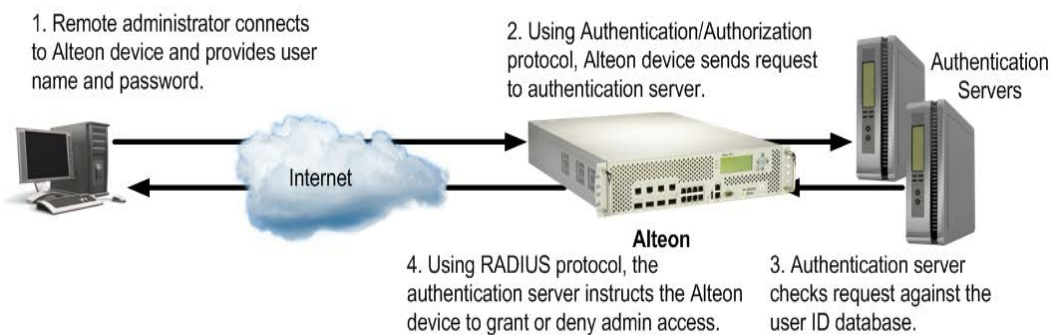 1. Remote administrator connects
to Alteon device and provides user
name and password.
2. Using Authentication/Authorization
protocol, Alteon device sends request
to authentication server.
Authentication
Servers
Internet
Alteon
4. Using RADIUS protocol, the
authentication server instructs the Alteon
device to grant or deny admin access.
3. Authentication server
checks request against the
user ID database.